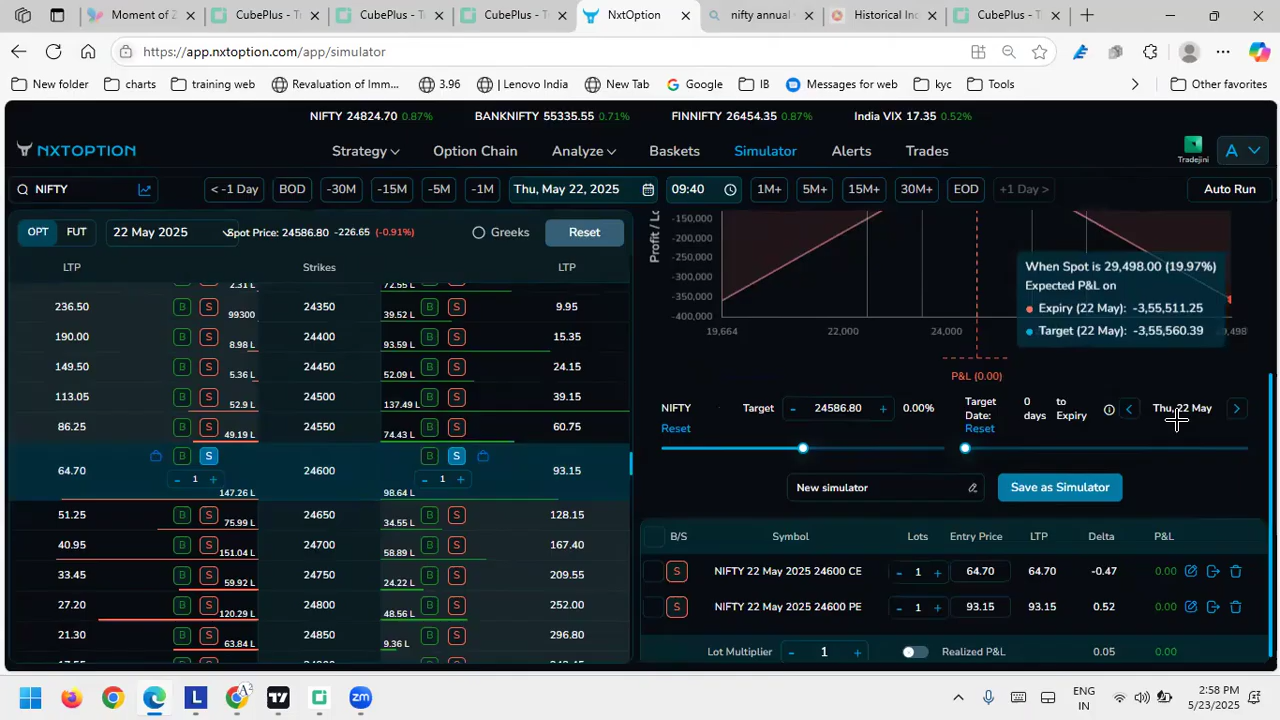 Moment of Z
CubePlus - Tr
CubePlus - Tr
CubePlus - Tr
NxtOption
nifty annual
Historical Inc
CubePlus - Tr
https://app.nxtoption.com/app/simulator
New folder
charts
training web
Revaluation of Imm...
3.96
Lenovo India
New Tab
Google
IB
Messages for web
kyc
Tools
Other favorites
NIFTY 24824.70 0.87%
BANKNIFTY 55335.55 0.71%
FINNIFTY 26454.35 0.87%
India VIX 17.35 0.52%
NXTOPTION
Strategy
Option Chain
Analyze
Baskets
Simulator
Alerts
Trades
Tradejini
A
NIFTY
< -1 Day
BOD
-30M
-15M
-5M
-1M
Thu, May 22, 2025
09:40
1M+
5M+
15M+
30M+
EOD
+1 Day >
Auto Run
OPT
FUT
22 May 2025
Spot Price: 24586.80 -226.65 (-0.91%)
Greeks
Reset
LTP
Strikes
LTP
2.31 L
72.55 L
236.50 B S 99300 24350 39.52 L B S 9.95
190.00 B S 8.98 L 24400 93.59 L B S 15.35
149.50 B S 5.36 L 24450 52.09 L B S 24.15
113.05 B S 52.9 L 24500 137.49 L B S 39.15
86.25 B S 49.19 L 24550 74.43 L B S 60.75
64.70 B S - 1 + 147.26 L 24600 98.64 L B S - 1 + 93.15
51.25 B S 75.99 L 24650 34.55 L B S 128.15
40.95 B S 151.04 L 24700 58.89 L B S 167.40
33.45 B S 59.92 L 24750 24.22 L B S 209.55
27.20 B S 120.29 L 24800 48.56 L B S 252.00
21.30 B S 63.84 L 24850 9.36 L B S 296.80
Profit / Lo
-150,000
-200,000
-250,000
-300,000
-350,000
-400,000
19,664
22,000
24,000
9,498
When Spot is 29,498.00 (19.97%)
Expected P&L on
Expiry (22 May): -3,55,511.25
Target (22 May): -3,55,560.39
P&L (0.00)
NIFTY
Reset
Target - 24586.80 + 0.00%
Target Date:
Reset
0 days
to Expiry
Thu, 22 May
New simulator
Save as Simulator
B/S Symbol Lots Entry Price LTP Delta P&L
S NIFTY 22 May 2025 24600 CE - 1 + 64.70 64.70 -0.47 0.00
S NIFTY 22 May 2025 24600 PE - 1 + 93.15 93.15 0.52 0.00
Lot Multiplier - 1 + Realized P&L 0.05 0.00
ENG
IN
2:58 PM
5/23/2025